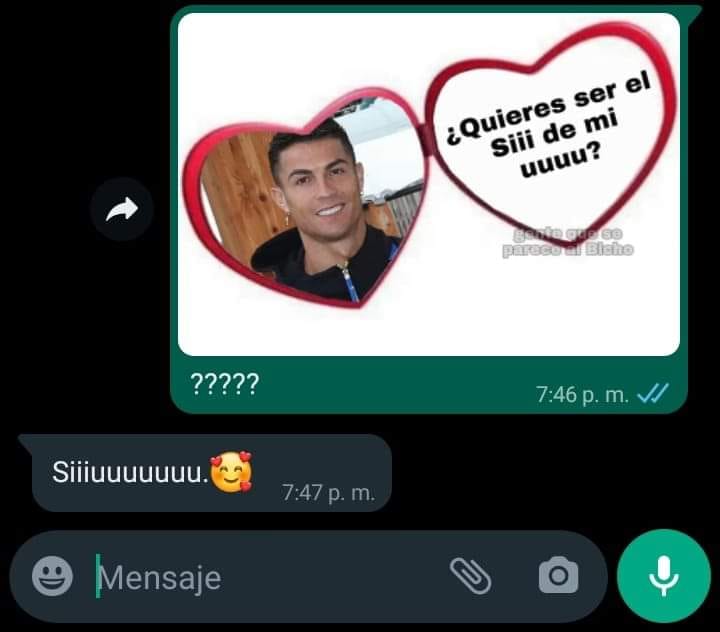 ¿Quieres ser el
Siii de mi
uuuu?
gente que se
parece al Bicho
?????
7:46 p. m.
Siiiuuuuuuu.🥰
7:47 p. m.
Mensaje